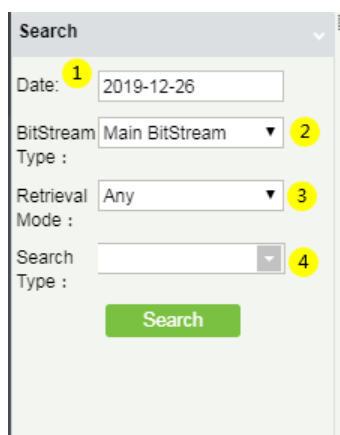 Search
Date: 1 2019-12-26
BitStream Main BitStream 2
Type :
Retrieval Any 3
Mode :
Search 4
Type :
Search